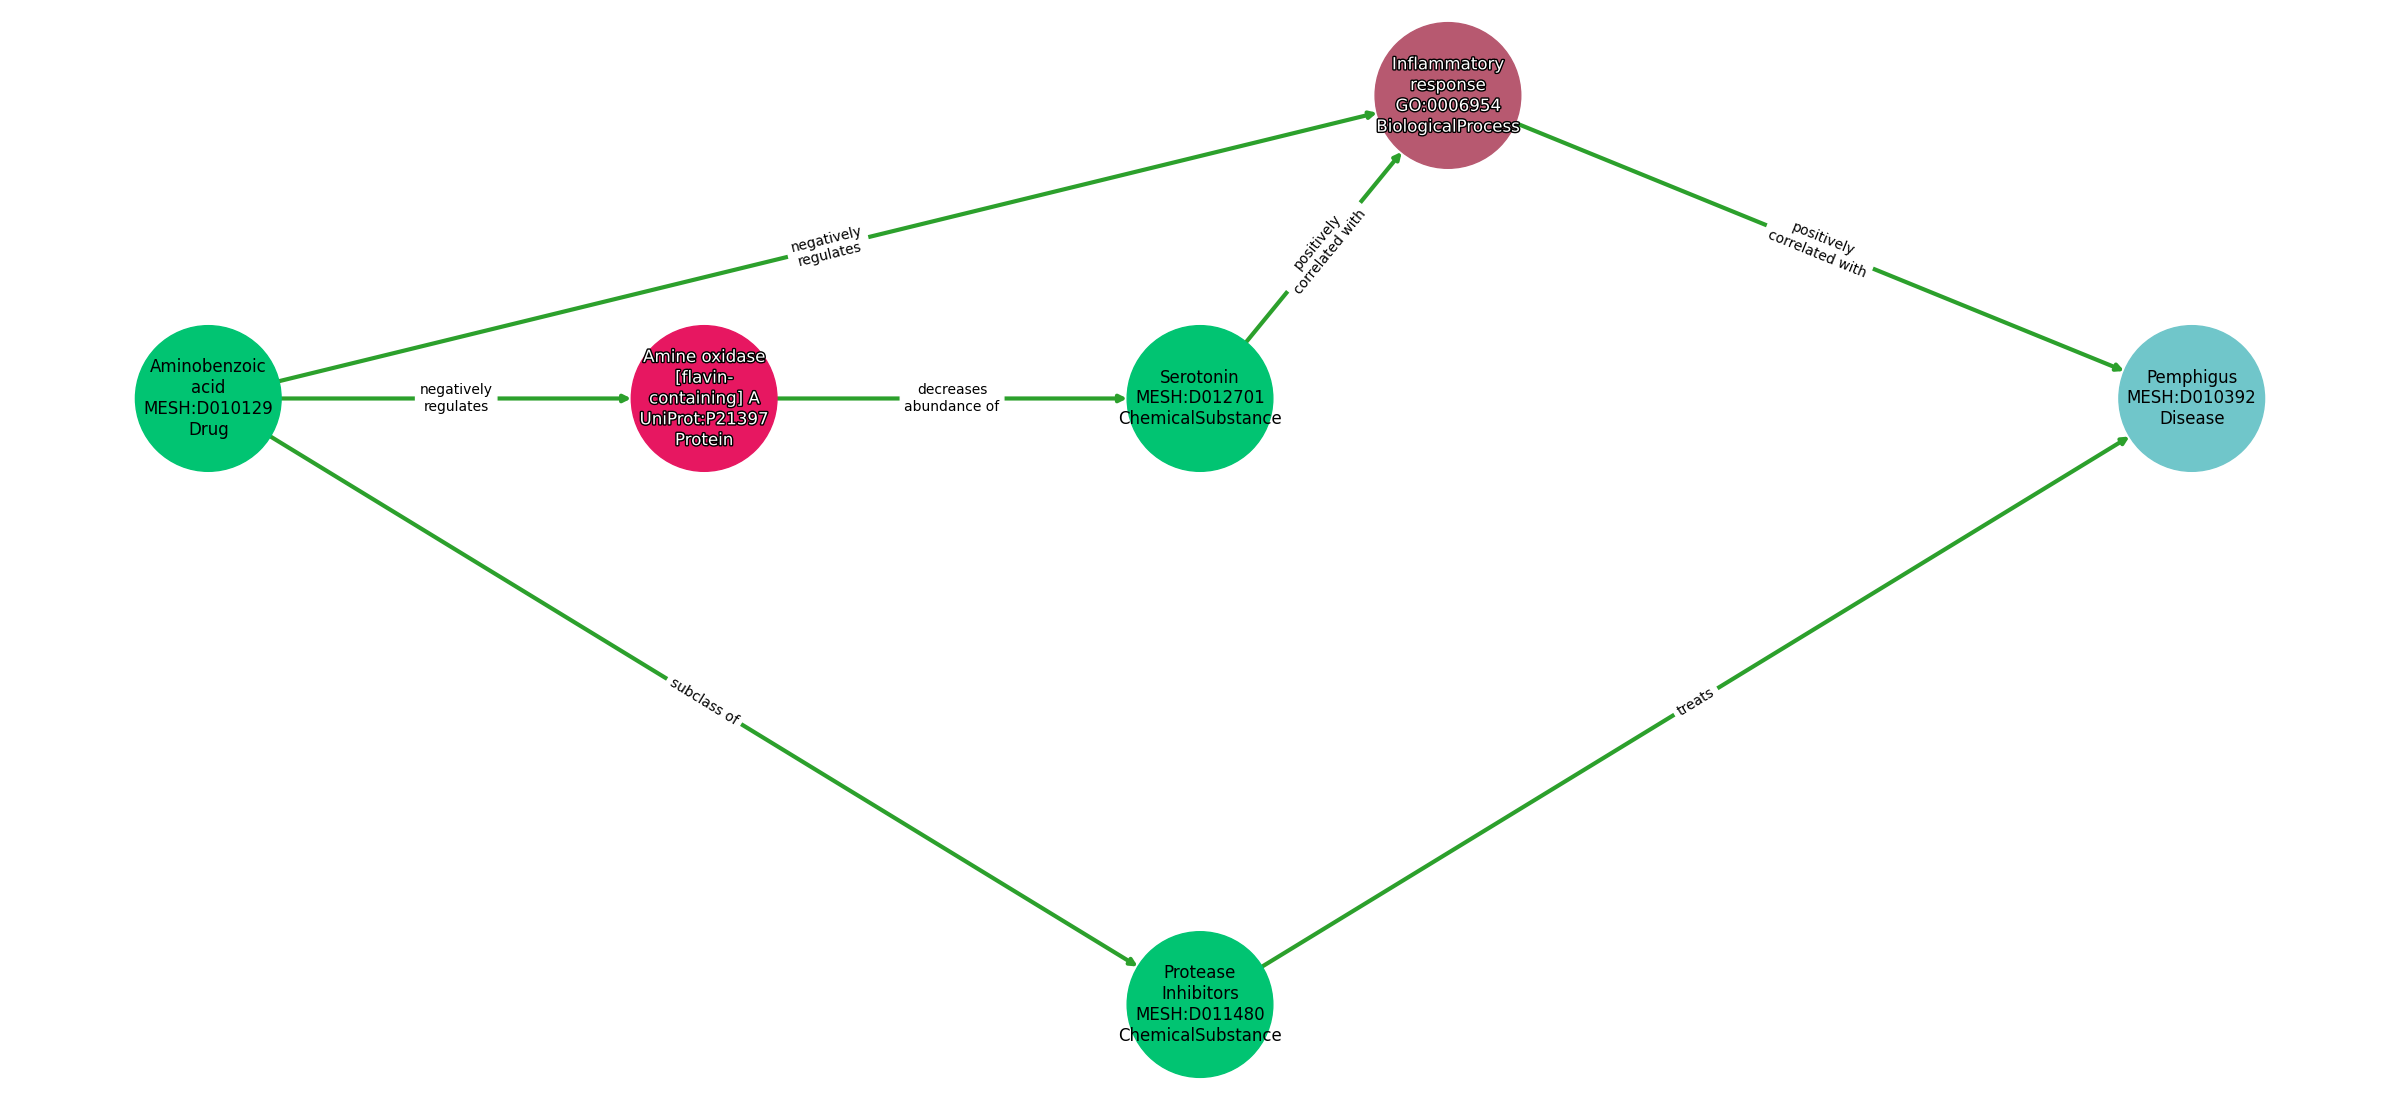 Inflammatory
response
GO:0006954
BiologicalProcess
negatively
regulates
positively
correlated with
positively
correlated with
Aminobenzoic
acid
MESH:D010129
Drug
negatively
regulates
Amine oxidase
[flavin-
containing] A
UniProt:P21397
Protein
decreases
abundance of
Serotonin
MESH:D012701
ChemicalSubstance
Pemphigus
MESH:D010392
Disease
subclass of
treats
Protease
Inhibitors
MESH:D011480
ChemicalSubstance